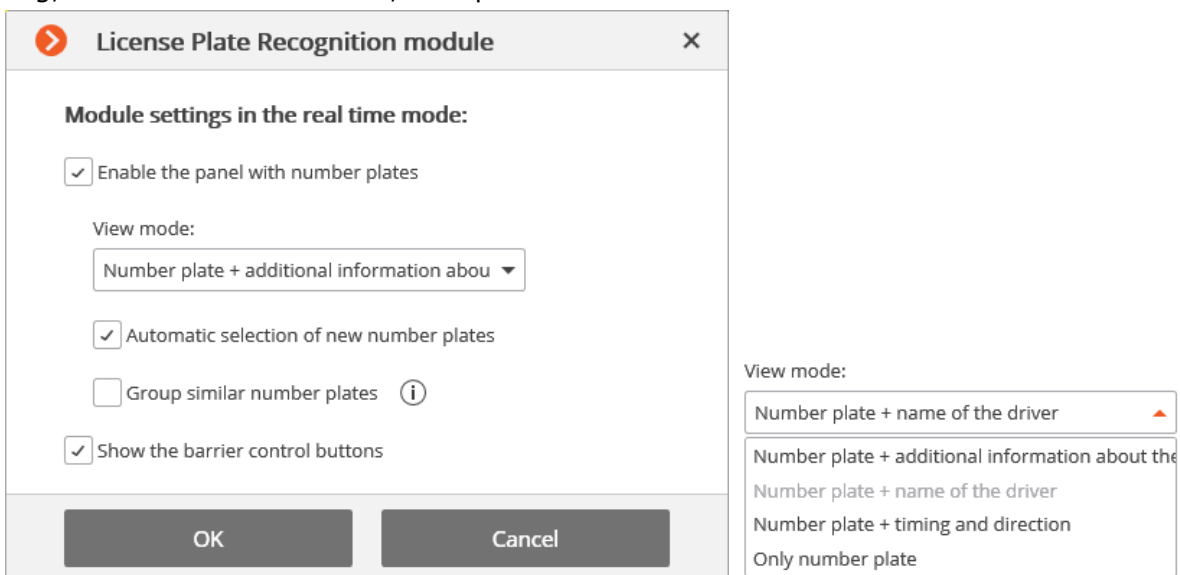 License Plate Recognition module
Module settings in the real time mode:
Enable the panel with number plates
View mode:
Number plate + additional information abou
Automatic selection of new number plates
Group similar number plates
Show the barrier control buttons
OK
Cancel
View mode:
Number plate + name of the driver
Number plate + additional information about the
Number plate + name of the driver
Number plate + timing and direction
Only number plate